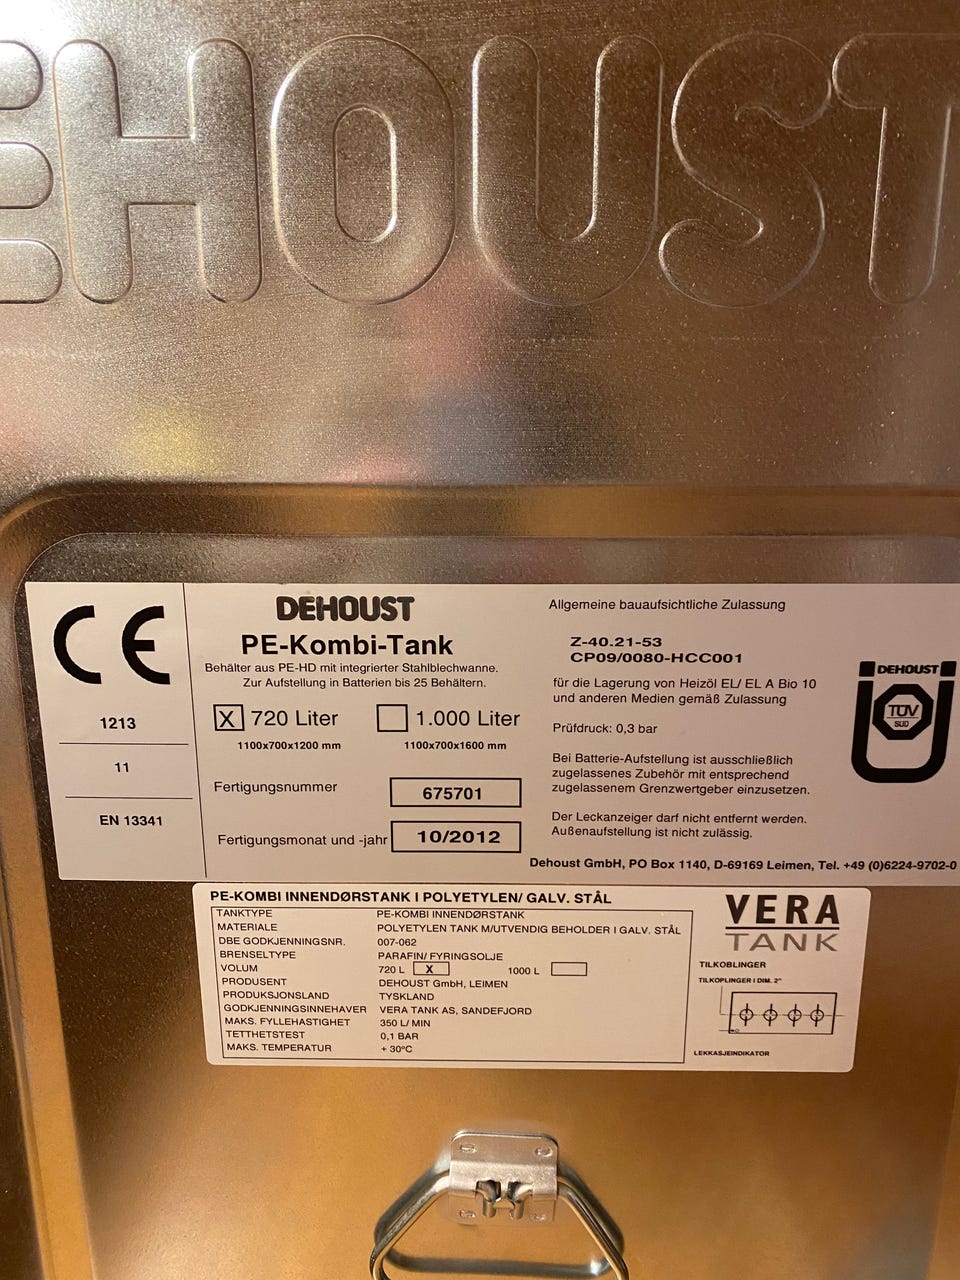 EHOUST
CE
1213
11
EN 13341
DEHOUST
PE-Kombi-Tank
Behälter aus PE-HD mit integrierter Stahlblechwanne.
Zur Aufstellung in Batterien bis 25 Behältern.
X 720 Liter 1.000 Liter
1100x700x1200 mm 1100x700x1600 mm
Fertigungsnummer 675701
Fertigungsmonat und -jahr 10/2012
Allgemeine bauaufsichtliche Zulassung
Z-40.21-53
CP09/0080-HCC001
für die Lagerung von Heizöl EL/ EL A Bio 10
und anderen Medien gemäß Zulassung
Prüfdruck: 0,3 bar
Bei Batterie-Aufstellung ist ausschließlich
zugelassenes Zubehör mit entsprechend
zugelassenem Grenzwertgeber einzusetzen.
Der Leckanzeiger darf nicht entfernt werden.
Außenaufstellung ist nicht zulässig.
Dehoust GmbH, PO Box 1140, D-69169 Leimen, Tel. +49 (0)6224-9702-0
DEHOUST
TÜV
SÜD
PE-KOMBI INNENDØRSTANK I POLYETYLEN/ GALV. STÅL
TANKTYPE PE-KOMBI INNENDØRSTANK
MATERIALE POLYETYLEN TANK M/UTVENDIG BEHOLDER I GALV. STÅL
DBE GODKJENNINGSNR. 007-062
BRENSELTYPE PARAFIN/ FYRINGSOLJE
VOLUM 720 L X 1000 L
PRODUSENT DEHOUST GmbH, LEIMEN
PRODUKSJONSLAND TYSKLAND
GODKJENNINGSINNEHAVER VERA TANK AS, SANDEFJORD
MAKS. FYLLEHASTIGHET 350 L/ MIN
TETTHETSTEST 0,1 BAR
MAKS. TEMPERATUR + 30ºC
VERA
TANK
TILKOBLINGER
TILKOPLINGER I DIM. 2"
LEKKASJEINDIKATOR